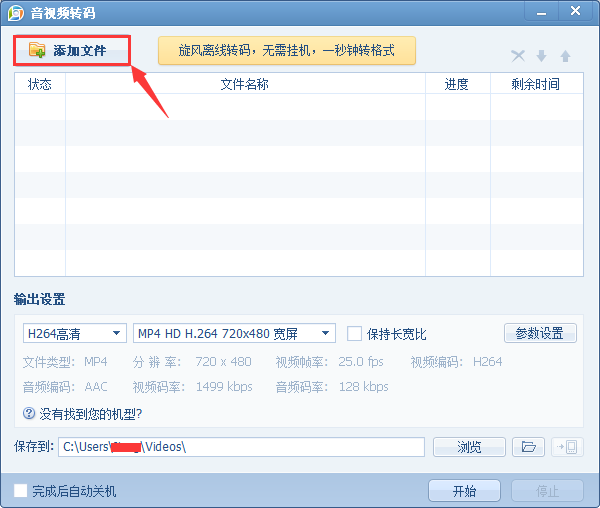 音视频转码
添加文件 旋风离线转码，无需挂机，一秒钟转格式
状态 文件名称 进度 剩余时间
输出设置
H264高清 MP4 HD H.264 720x480 宽屏 保持长宽比 参数设置
文件类型： MP4 分 辨 率： 720 x 480 视频帧率： 25.0 fps 视频编码： H264
音频编码： AAC 视频码率： 1499 kbps 音频码率： 128 kbps
没有找到您的机型?
保存到: C:\Users\ \Videos\ 浏览
完成后自动关机 开始 停止